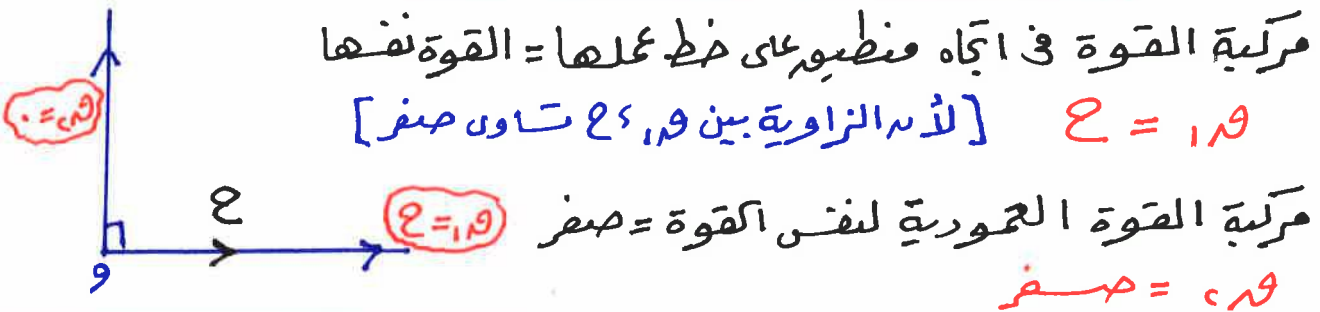 مركبة القوة فى اتجاه منطبق على خط عملها = القوة نفسها
ق١ = ح [لأن الزاوية بين ق١ ، ح تساوى صفر]
مركبة القوة العمودية لنفس القوة = صفر
ق٢ = صفر
ق٢ = ٠
ح
ق١ = ح
و